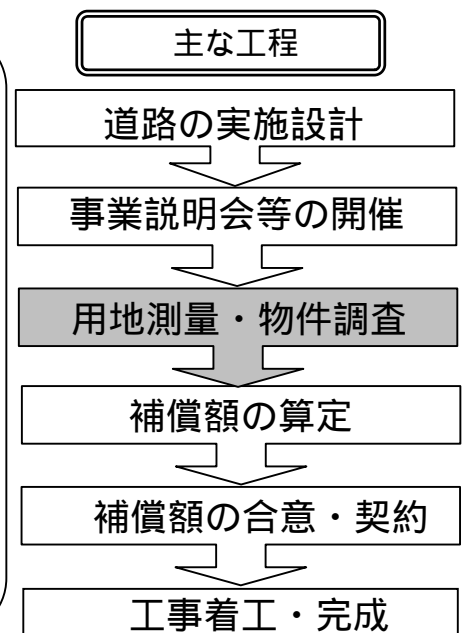 主な工程
道路の実施設計
事業説明会等の開催
用地測量・物件調査
補償額の算定
補償額の合意・契約
工事着工・完成